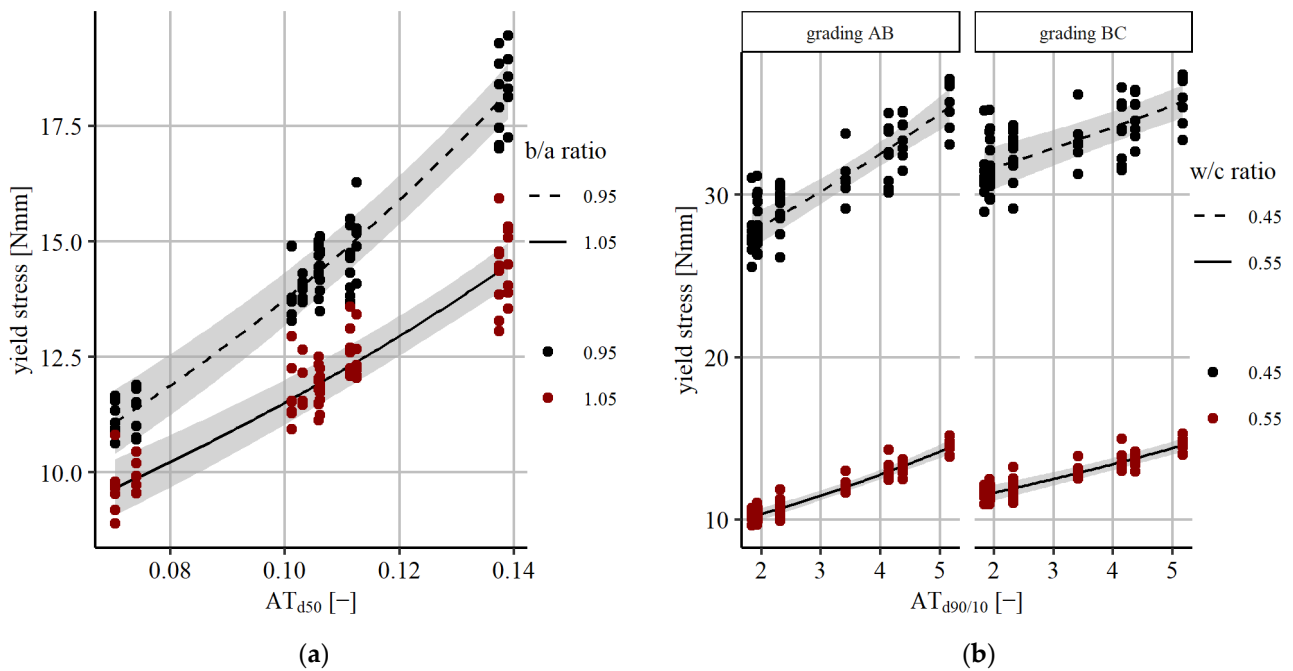 yield stress [Nmm]
17.5
15.0
12.5
10.0
0.08
0.10
0.12
0.14
AT_d50 [−]
b/a ratio
0.95
1.05
0.95
1.05
(a)
grading AB
grading BC
yield stress [Nmm]
30
20
10
2
3
4
5
2
3
4
5
AT_d90/10 [−]
w/c ratio
0.45
0.55
0.45
0.55
(b)